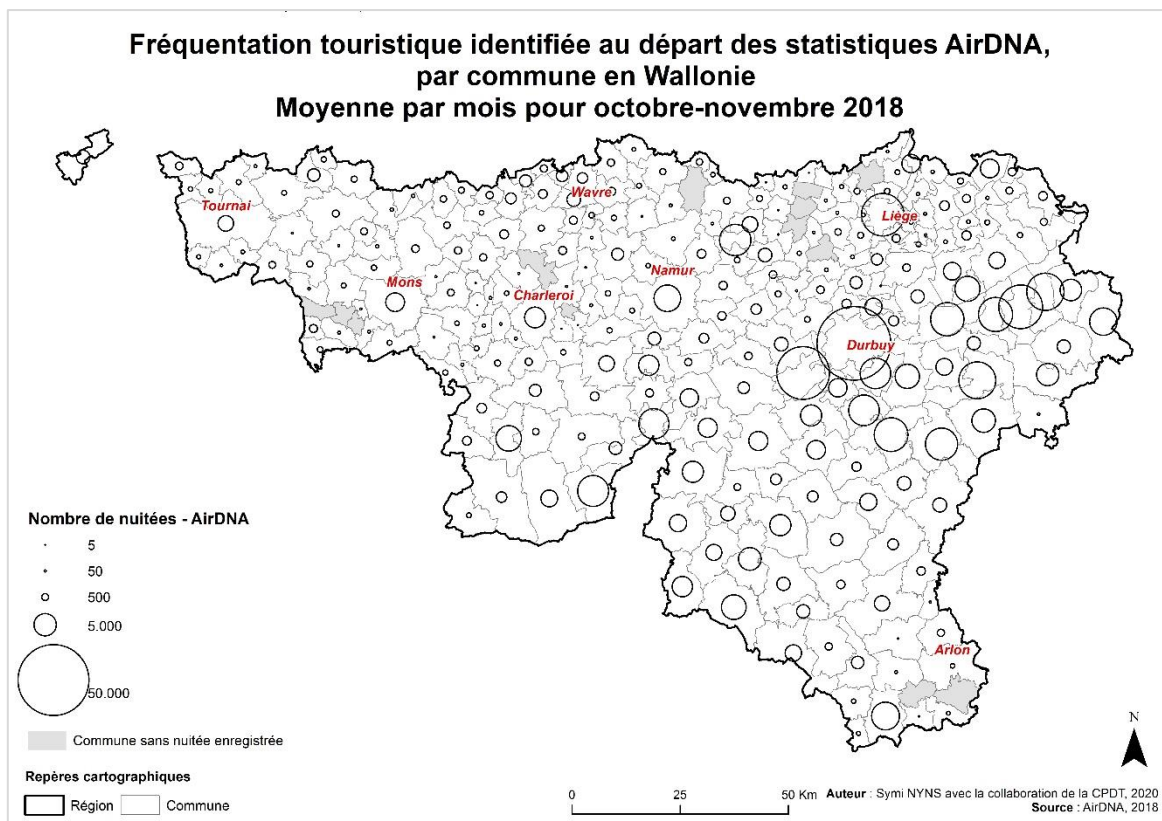 Fréquentation touristique identifiée au départ des statistiques AirDNA,
par commune en Wallonie
Moyenne par mois pour octobre-novembre 2018
Wavre
Tournai
Liège
Namur
Mons
Charleroi
Durbuy
Nombre de nuitées - AirDNA
5
50
500
5.000
50.000
Arlon
Commune sans nuitée enregistrée
N
Repères cartographiques
Région
Commune
0 25 50 Km
Auteur : Symi NYNS avec la collaboration de la CPDT, 2020
Source : AirDNA, 2018